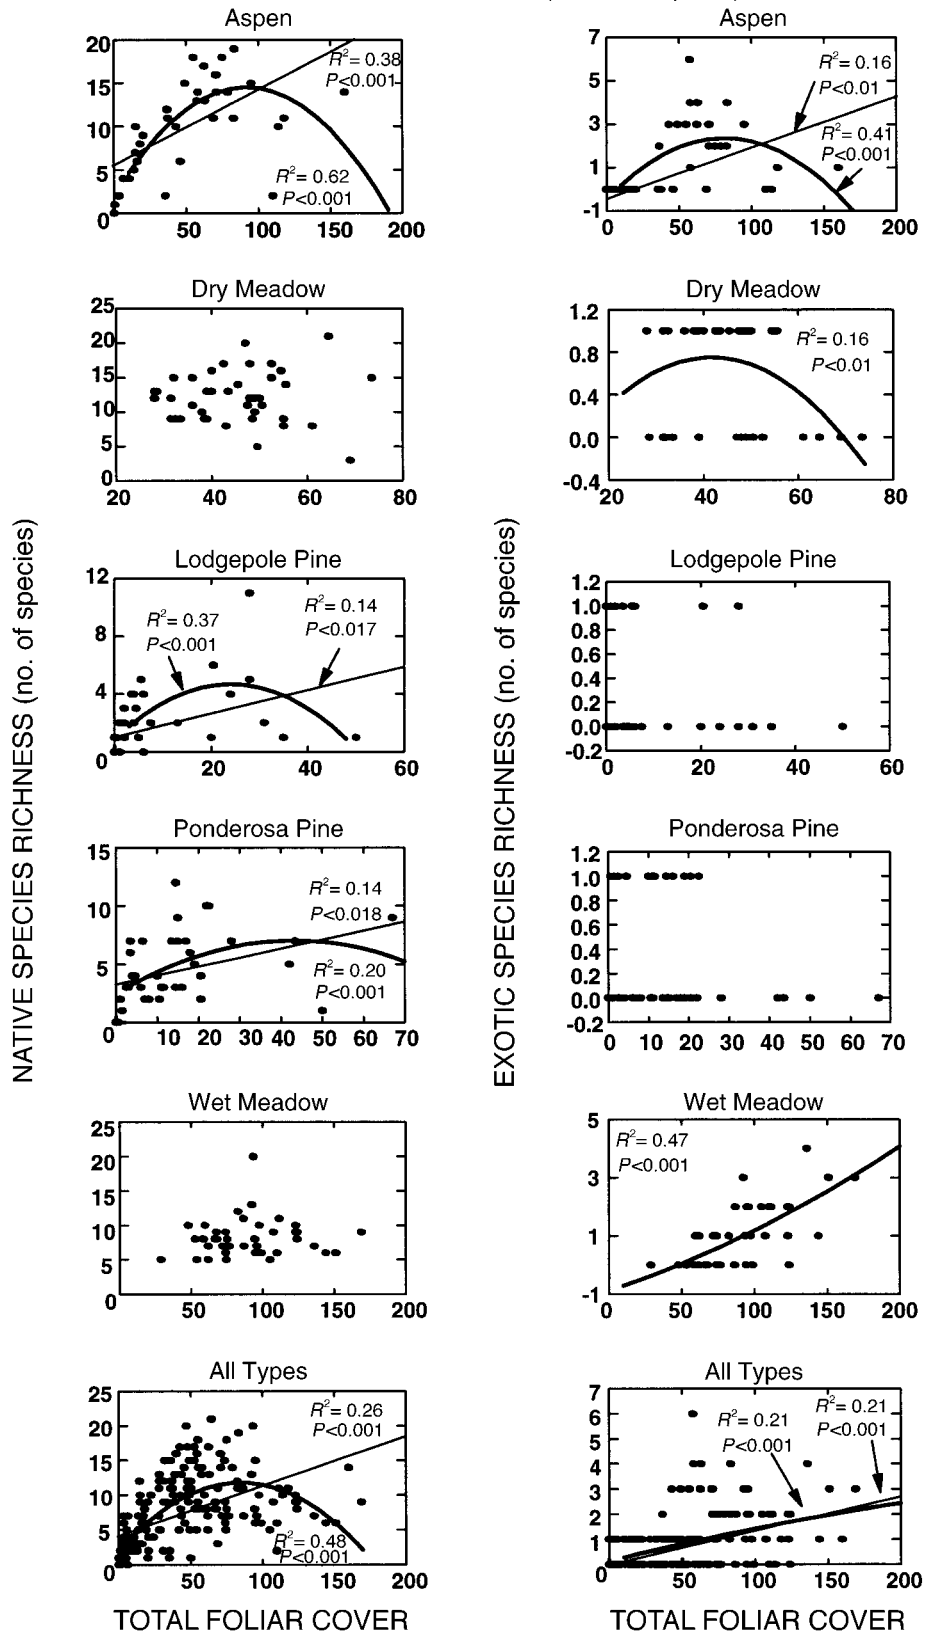 Aspen
20
15
10
5
0
50
100
150
200
R²= 0.38
P<0.001
R²= 0.62
P<0.001
Aspen
7
5
3
1
-1
0
50
100
150
200
R²= 0.16
P<0.01
R²= 0.41
P<0.001
Dry Meadow
25
20
15
10
5
0
20
40
60
80
Dry Meadow
1.2
0.8
0.4
0.0
-0.4
20
40
60
80
R²= 0.16
P<0.01
NATIVE SPECIES RICHNESS (no. of species)
EXOTIC SPECIES RICHNESS (no. of species)
Lodgepole Pine
12
8
4
0
20
40
60
R²= 0.37
P<0.001
R²= 0.14
P<0.017
Lodgepole Pine
1.2
1.0
0.8
0.6
0.4
0.2
0.0
-0.2
0
20
40
60
Ponderosa Pine
15
10
5
0
10
20
30
40
50
60
70
R²= 0.14
P<0.018
R²= 0.20
P<0.001
Ponderosa Pine
1.2
1.0
0.8
0.6
0.4
0.2
0.0
-0.2
0
10
20
30
40
50
60
70
Wet Meadow
25
20
15
10
5
0
0
50
100
150
200
Wet Meadow
5
3
1
-1
0
50
100
150
200
R²= 0.47
P<0.001
All Types
25
20
15
10
5
0
0
50
100
150
200
R²= 0.26
P<0.001
R²= 0.48
P<0.001
All Types
7
6
5
4
3
2
1
0
50
100
150
200
R²= 0.21
P<0.001
R²= 0.21
P<0.001
TOTAL FOLIAR COVER
TOTAL FOLIAR COVER